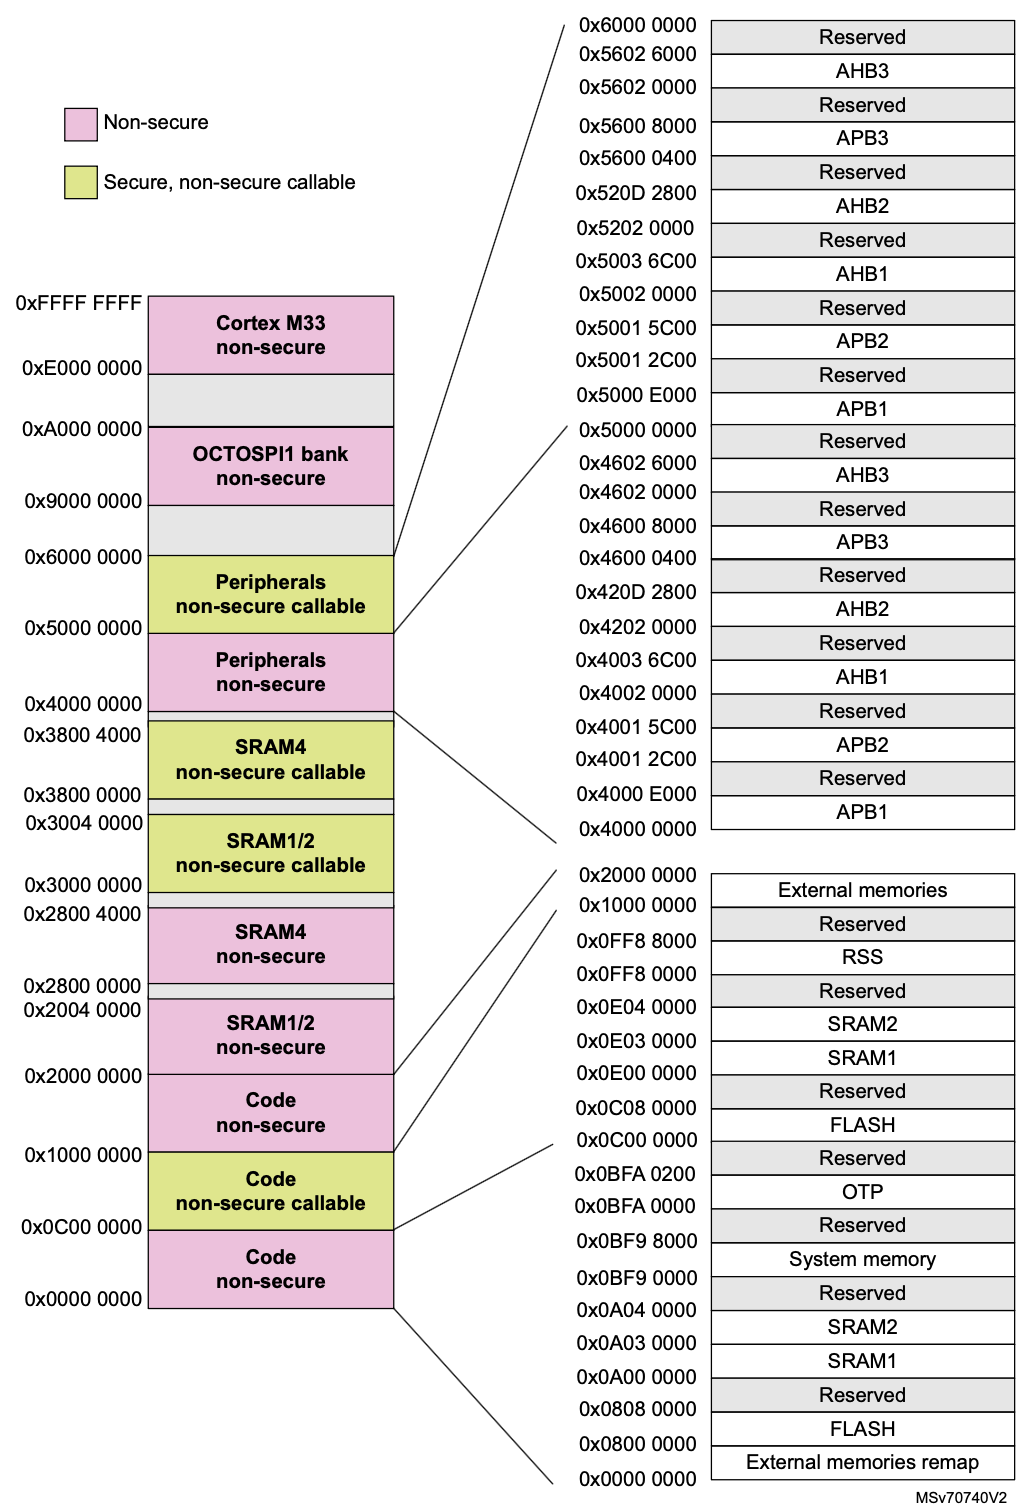 Non-secure
Secure, non-secure callable
0xFFFF FFFF
Cortex M33
non-secure
0xE000 0000
0xA000 0000
OCTOSPI1 bank
non-secure
0x9000 0000
0x6000 0000
Peripherals
non-secure callable
0x5000 0000
Peripherals
non-secure
0x4000 0000
0x3800 4000
SRAM4
non-secure callable
0x3800 0000
0x3004 0000
SRAM1/2
non-secure callable
0x3000 0000
0x2800 4000
SRAM4
non-secure
0x2800 0000
0x2004 0000
SRAM1/2
non-secure
0x2000 0000
Code
non-secure
0x1000 0000
Code
non-secure callable
0x0C00 0000
Code
non-secure
0x0000 0000
0x6000 0000
Reserved
0x5602 6000
AHB3
0x5602 0000
Reserved
0x5600 8000
APB3
0x5600 0400
Reserved
0x520D 2800
AHB2
0x5202 0000
Reserved
0x5003 6C00
AHB1
0x5002 0000
Reserved
0x5001 5C00
APB2
0x5001 2C00
Reserved
0x5000 E000
APB1
0x5000 0000
Reserved
0x4602 6000
AHB3
0x4602 0000
Reserved
0x4600 8000
APB3
0x4600 0400
Reserved
0x420D 2800
AHB2
0x4202 0000
Reserved
0x4003 6C00
AHB1
0x4002 0000
Reserved
0x4001 5C00
APB2
0x4001 2C00
Reserved
0x4000 E000
APB1
0x4000 0000
0x2000 0000
External memories
0x1000 0000
Reserved
0x0FF8 8000
RSS
0x0FF8 0000
Reserved
0x0E04 0000
SRAM2
0x0E03 0000
SRAM1
0x0E00 0000
Reserved
0x0C08 0000
FLASH
0x0C00 0000
Reserved
0x0BFA 0200
OTP
0x0BFA 0000
Reserved
0x0BF9 8000
System memory
0x0BF9 0000
Reserved
0x0A04 0000
SRAM2
0x0A03 0000
SRAM1
0x0A00 0000
Reserved
0x0808 0000
FLASH
0x0800 0000
External memories remap
0x0000 0000
MSv70740V2